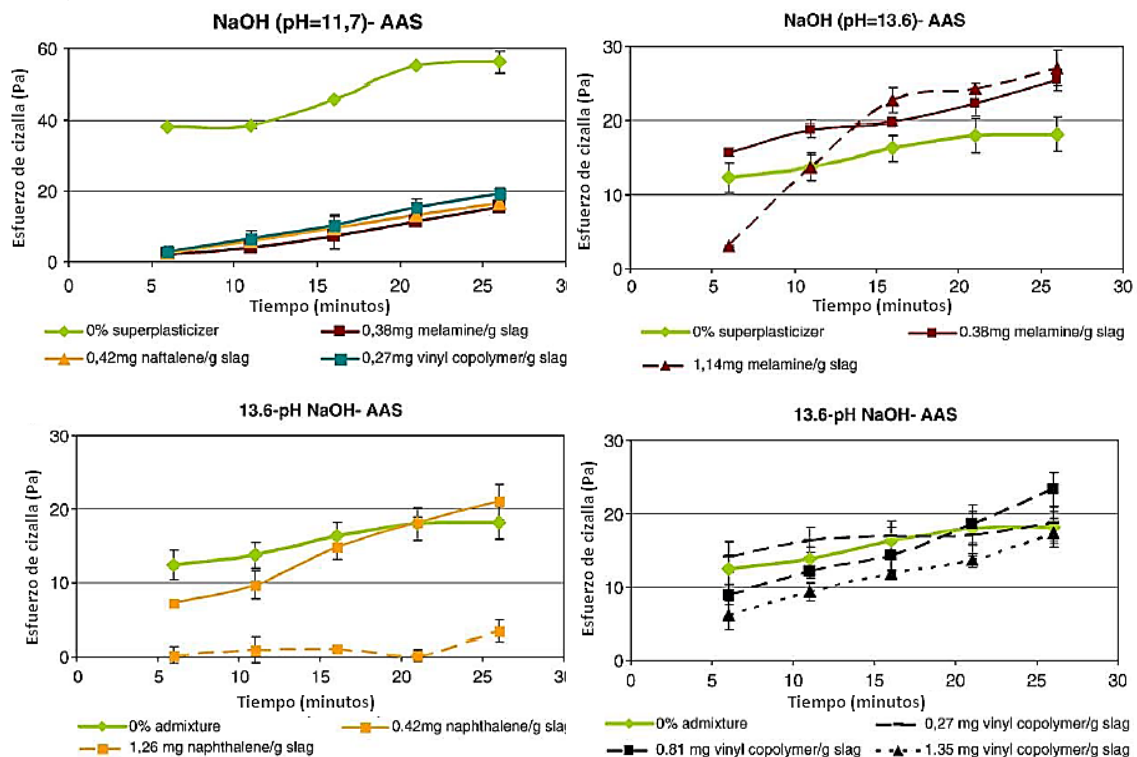 NaOH (pH=11,7)- AAS
Esfuerzo de cizalla (Pa)
60
40
20
0
0 5 10 15 20 25 30
Tiempo (minutos)
0% superplasticizer
0,38mg melamine/g slag
0,42mg naftalene/g slag
0,27mg vinyl copolymer/g slag
NaOH (pH=13.6)- AAS
Esfuerzo de cizalla (Pa)
30
20
10
0
0 5 10 15 20 25 30
Tiempo (minutos)
0% superplasticizer
0.38mg melamine/g slag
1,14mg melamine/g slag
13.6-pH NaOH- AAS
Esfuerzo de cizalla (Pa)
30
20
10
0
0 5 10 15 20 25 30
Tiempo (minutos)
0% admixture
0.42mg naphthalene/g slag
1,26 mg naphthalene/g slag
13.6-pH NaOH- AAS
Esfuerzo de cizalla (Pa)
30
20
10
0
0 5 10 15 20 25 30
Tiempo (minutos)
0% admixture
0,27 mg vinyl copolymer/g slag
0.81 mg vinyl copolymer/g slag
1.35 mg vinyl copolymer/g slag